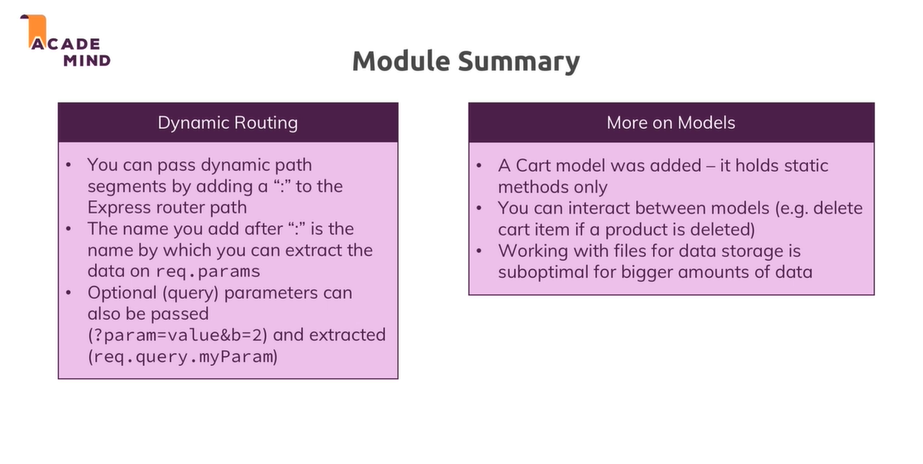 ACADE
MIND
Module Summary
Dynamic Routing
• You can pass dynamic path
segments by adding a “:” to the
Express router path
• The name you add after “:” is the
name by which you can extract the
data on req.params
• Optional (query) parameters can
also be passed
(?param=value&b=2) and extracted
(req.query.myParam)
More on Models
• A Cart model was added – it holds static
methods only
• You can interact between models (e.g. delete
cart item if a product is deleted)
• Working with files for data storage is
suboptimal for bigger amounts of data